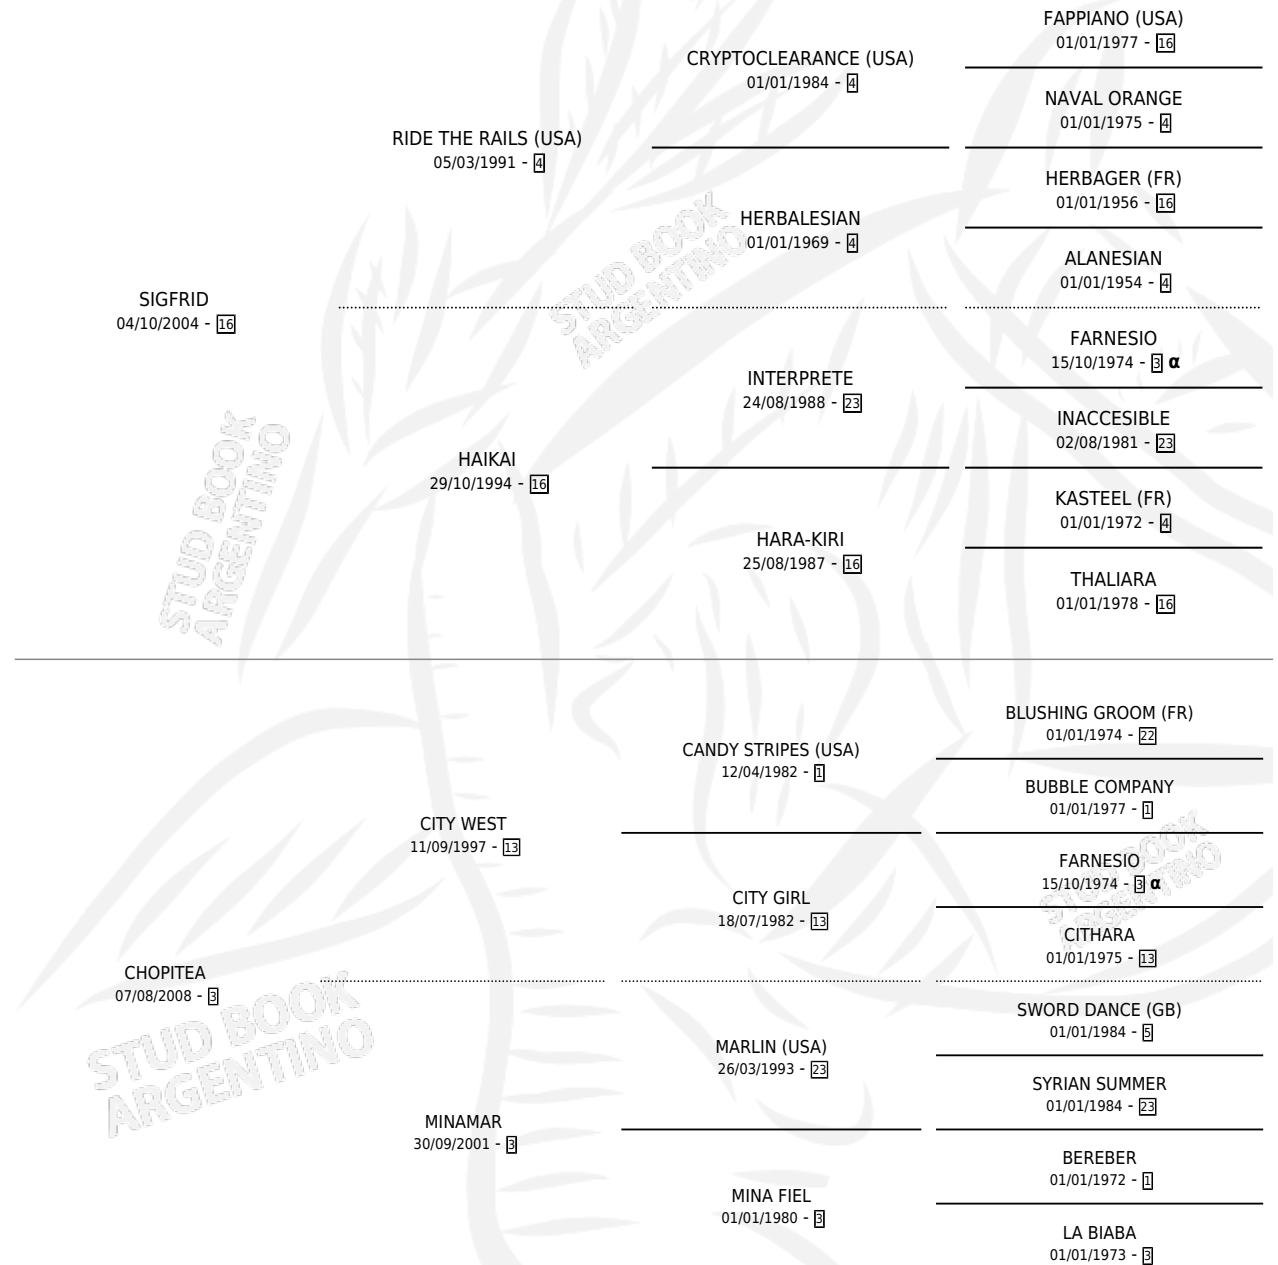 FAPPIANO (USA)
01/01/1977 - 16
CRYPTOCLEARANCE (USA)
01/01/1984 - 4
NAVAL ORANGE
01/01/1975 - 4
RIDE THE RAILS (USA)
05/03/1991 - 4
HERBAGER (FR)
01/01/1956 - 16
HERBALESIAN
01/01/1969 - 4
ALANESIAN
01/01/1954 - 4
SIGFRID
04/10/2004 - 16
STUD BOOK
ARGENTINO
FARNESIO
15/10/1974 - 3 α
INTERPRETE
24/08/1988 - 23
INACCESIBLE
02/08/1981 - 23
HAIKAI
29/10/1994 - 16
KASTEEL (FR)
01/01/1972 - 4
HARA-KIRI
25/08/1987 - 16
THALIARA
01/01/1978 - 16
STUD BOOK
ARGENTINO
BLUSHING GROOM (FR)
01/01/1974 - 22
CANDY STRIPES (USA)
12/04/1982 - 1
BUBBLE COMPANY
01/01/1977 - 1
CITY WEST
11/09/1997 - 13
FARNESIO
15/10/1974 - 3 α
CITY GIRL
18/07/1982 - 13
CITHARA
01/01/1975 - 13
STUD BOOK
ARGENTINO
CHOPITEA
07/08/2008 - 3
SWORD DANCE (GB)
01/01/1984 - 5
MARLIN (USA)
26/03/1993 - 23
SYRIAN SUMMER
01/01/1984 - 23
STUD BOOK
ARGENTINO
MINAMAR
30/09/2001 - 3
BEREBER
01/01/1972 - 1
MINA FIEL
01/01/1980 - 3
LA BIABA
01/01/1973 - 3